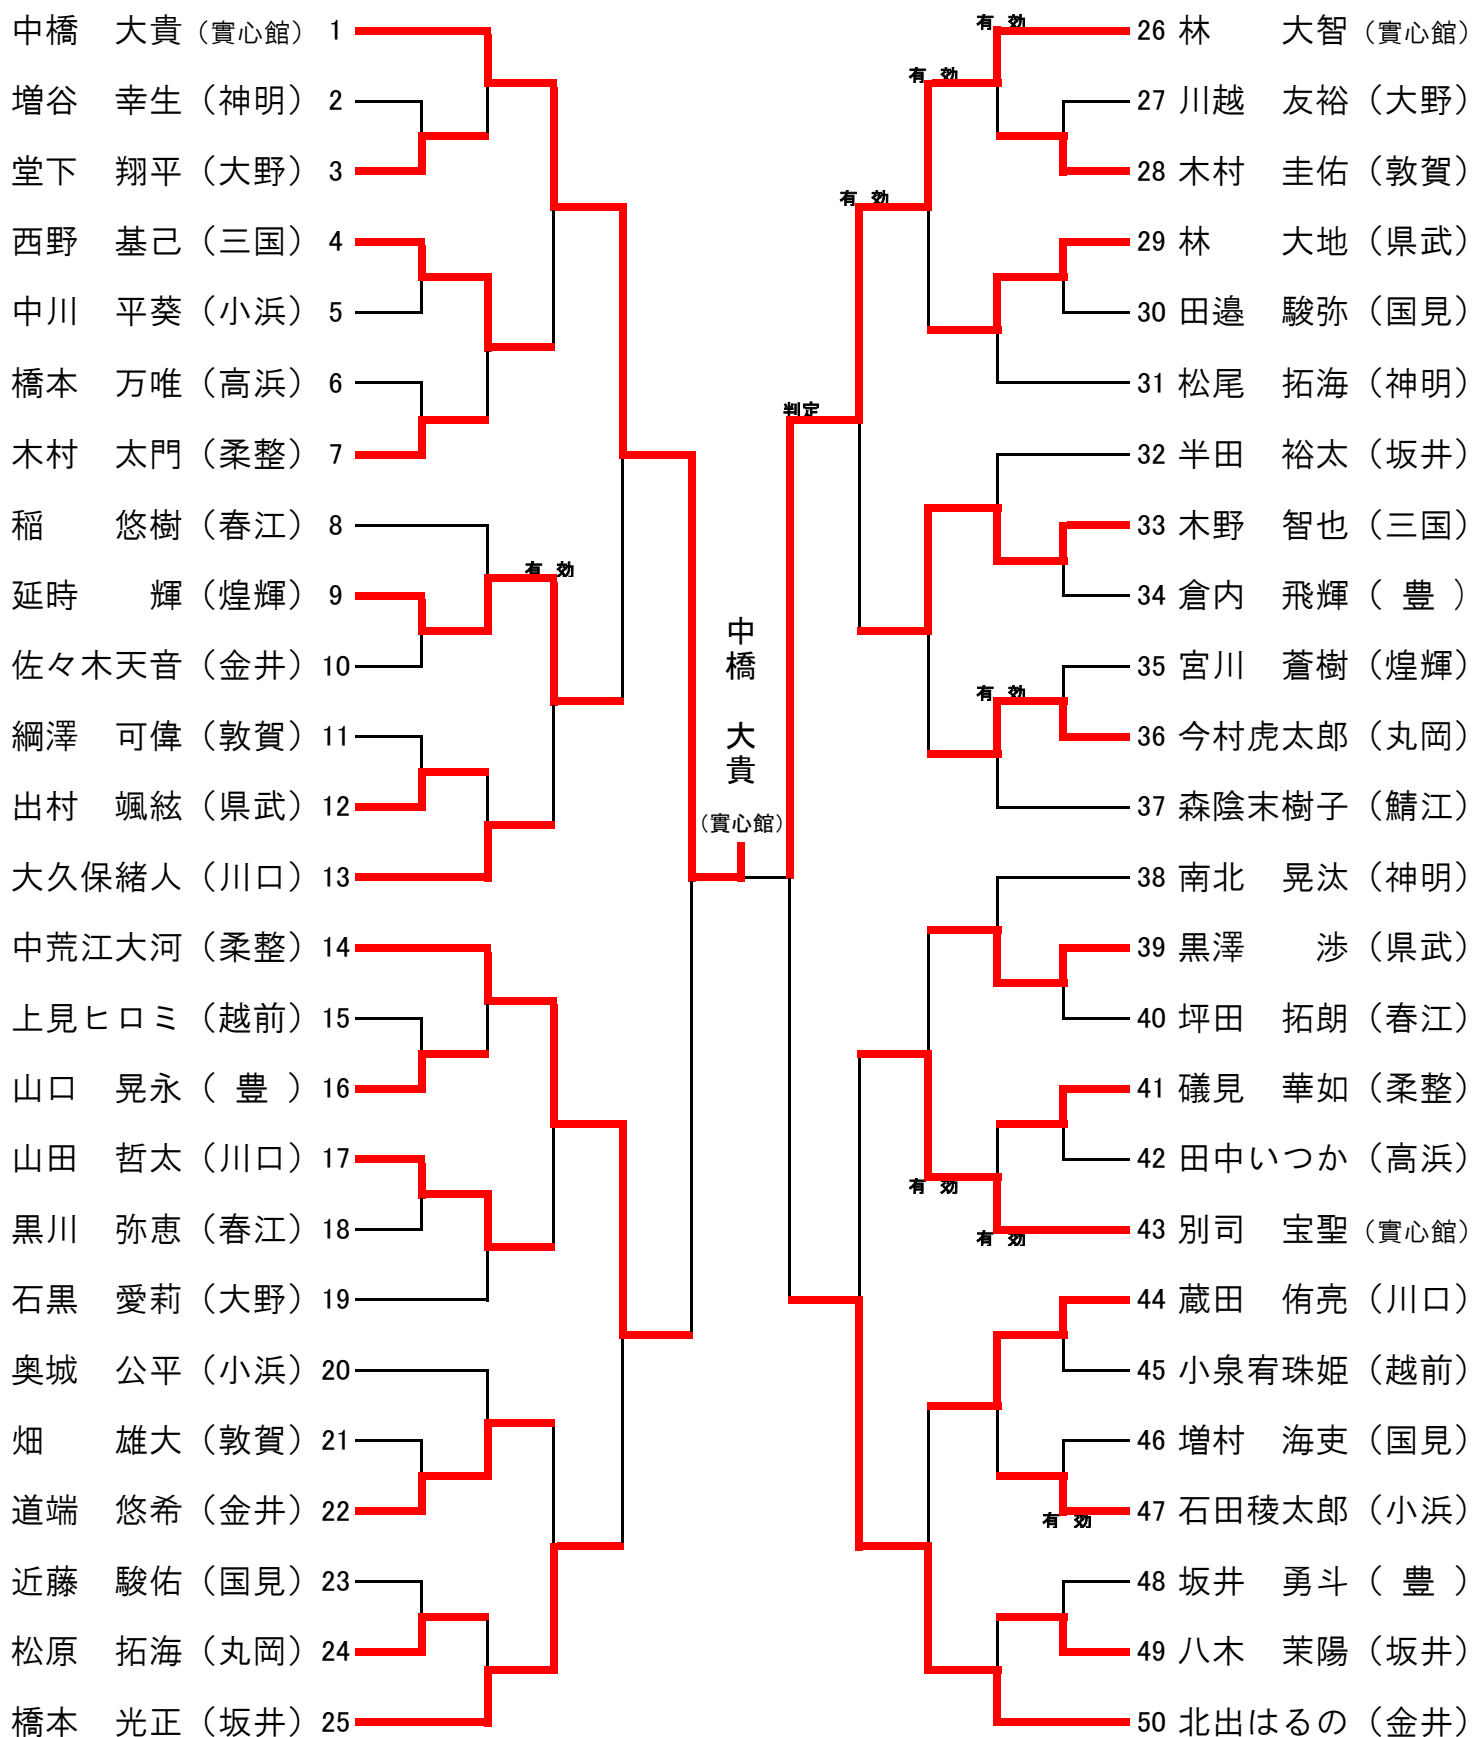 中橋　大貴（實心館）1
増谷　幸生（神明）2
堂下　翔平（大野）3
西野　基己（三国）4
中川　平葵（小浜）5
橋本　万唯（高浜）6
木村　太門（柔整）7
稲　　悠樹（春江）8
延時　　輝（煌輝）9
佐々木天音（金井）10
綱澤　可偉（敦賀）11
出村　颯絃（県武）12
大久保緒人（川口）13
中荒江大河（柔整）14
上見ヒロミ（越前）15
山口　晃永（ 豊 ）16
山田　哲太（川口）17
黒川　弥恵（春江）18
石黒　愛莉（大野）19
奥城　公平（小浜）20
畑　　雄大（敦賀）21
道端　悠希（金井）22
近藤　駿佑（国見）23
松原　拓海（丸岡）24
橋本　光正（坂井）25
有 効
中橋　大貴
（實心館）
判定
有 効
有 効
有 効
有 効
有 効
有 効
有 効
26 林　　大智（實心館）
27 川越　友裕（大野）
28 木村　圭佑（敦賀）
29 林　　大地（県武）
30 田邉　駿弥（国見）
31 松尾　拓海（神明）
32 半田　裕太（坂井）
33 木野　智也（三国）
34 倉内　飛輝（ 豊 ）
35 宮川　蒼樹（煌輝）
36 今村虎太郎（丸岡）
37 森陰末樹子（鯖江）
38 南北　晃汰（神明）
39 黒澤　　渉（県武）
40 坪田　拓朗（春江）
41 礒見　華如（柔整）
42 田中いつか（高浜）
43 別司　宝聖（實心館）
44 蔵田　侑亮（川口）
45 小泉宥珠姫（越前）
46 増村　海吏（国見）
47 石田稜太郎（小浜）
48 坂井　勇斗（ 豊 ）
49 八木　茉陽（坂井）
50 北出はるの（金井）